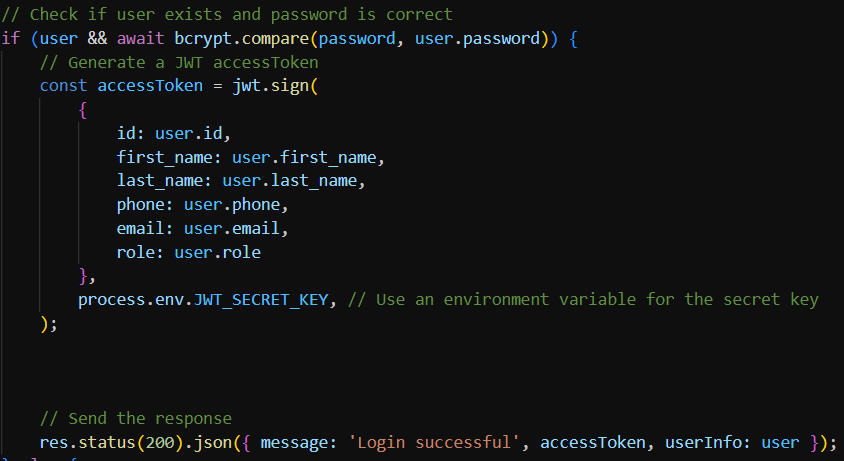 // Check if user exists and password is correct
if (user && await bcrypt.compare(password, user.password)) {
    // Generate a JWT accessToken
    const accessToken = jwt.sign(
        {
            id: user.id,
            first_name: user.first_name,
            last_name: user.last_name,
            phone: user.phone,
            email: user.email,
            role: user.role
        },
        process.env.JWT_SECRET_KEY, // Use an environment variable for the secret key
    );
    // Send the response
    res.status(200).json({ message: 'Login successful', accessToken, userInfo: user });